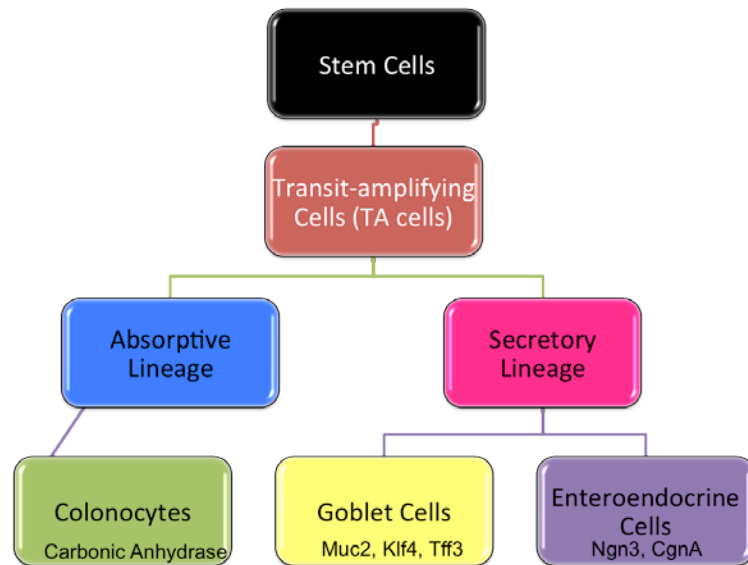 Stem Cells
Transit-amplifying
Cells (TA cells)
Absorptive
Lineage
Secretory
Lineage
Colonocytes
Carbonic Anhydrase
Goblet Cells
Muc2, Klf4, Tff3
Enteroendocrine
Cells
Ngn3, CgnA